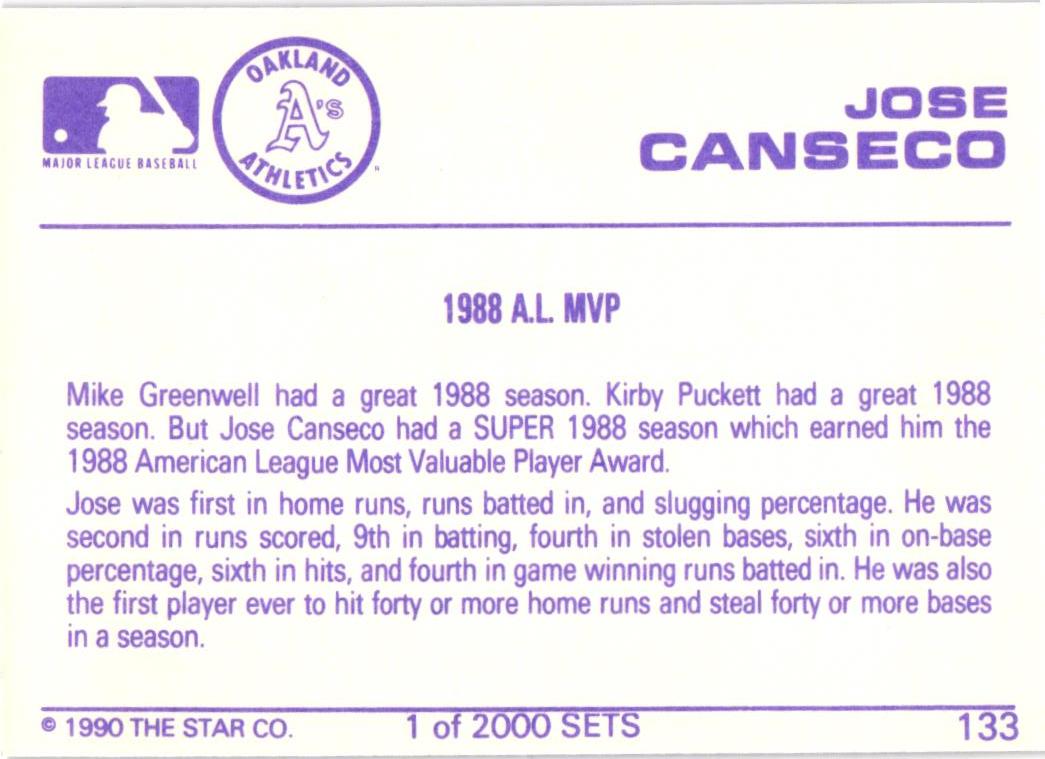 OAKLAND
A's
ATHLETICS
MAJOR LEAGUE BASEBALL
JOSE
CANSECO
1988 A.L. MVP
Mike Greenwell had a great 1988 season. Kirby Puckett had a great 1988
season. But Jose Canseco had a SUPER 1988 season which earned him the
1988 American League Most Valuable Player Award.
Jose was first in home runs, runs batted in, and slugging percentage. He was
second in runs scored, 9th in batting, fourth in stolen bases, sixth in on-base
percentage, sixth in hits, and fourth in game winning runs batted in. He was also
the first player ever to hit forty or more home runs and steal forty or more bases
in a season.
© 1990 THE STAR CO. 1 of 2000 SETS 133